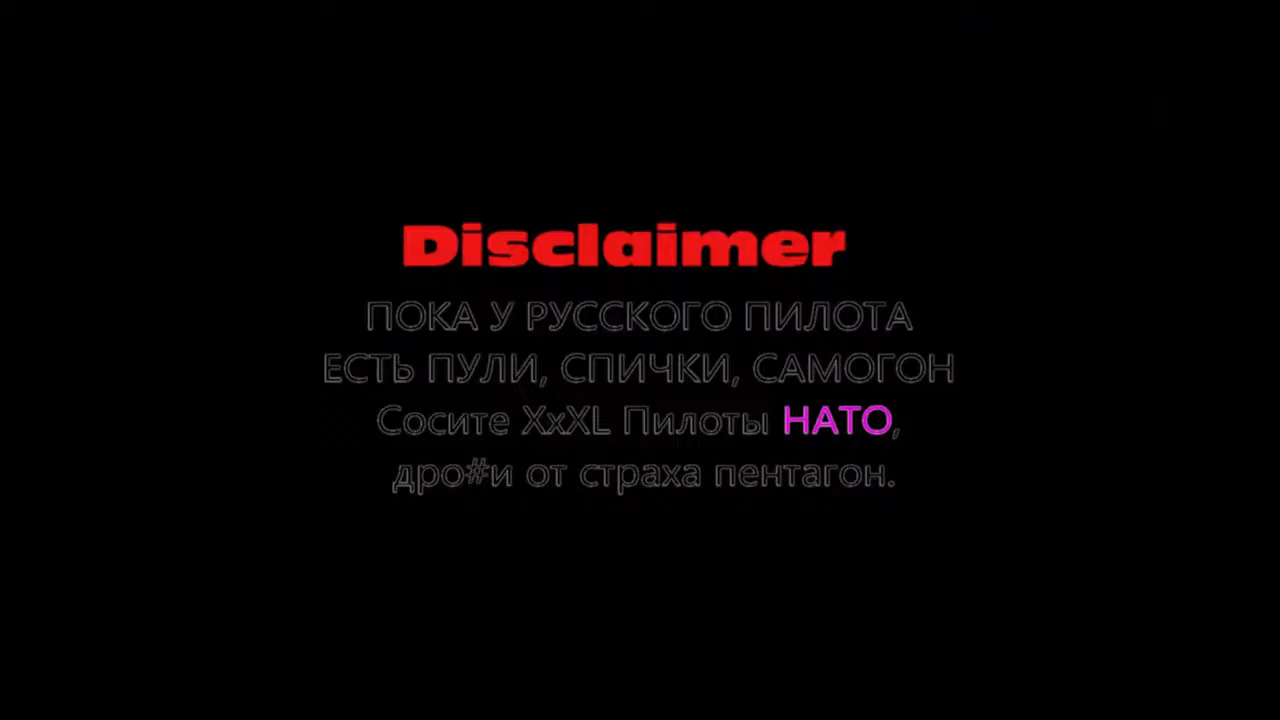 Disclaimer
ПОКА У РУССКОГО ПИЛОТА
ЕСТЬ ПУЛИ, СПИЧКИ, САМОГОН
Сосите XxXL Пилоты НАТО,
дро#и от страха пентагон.